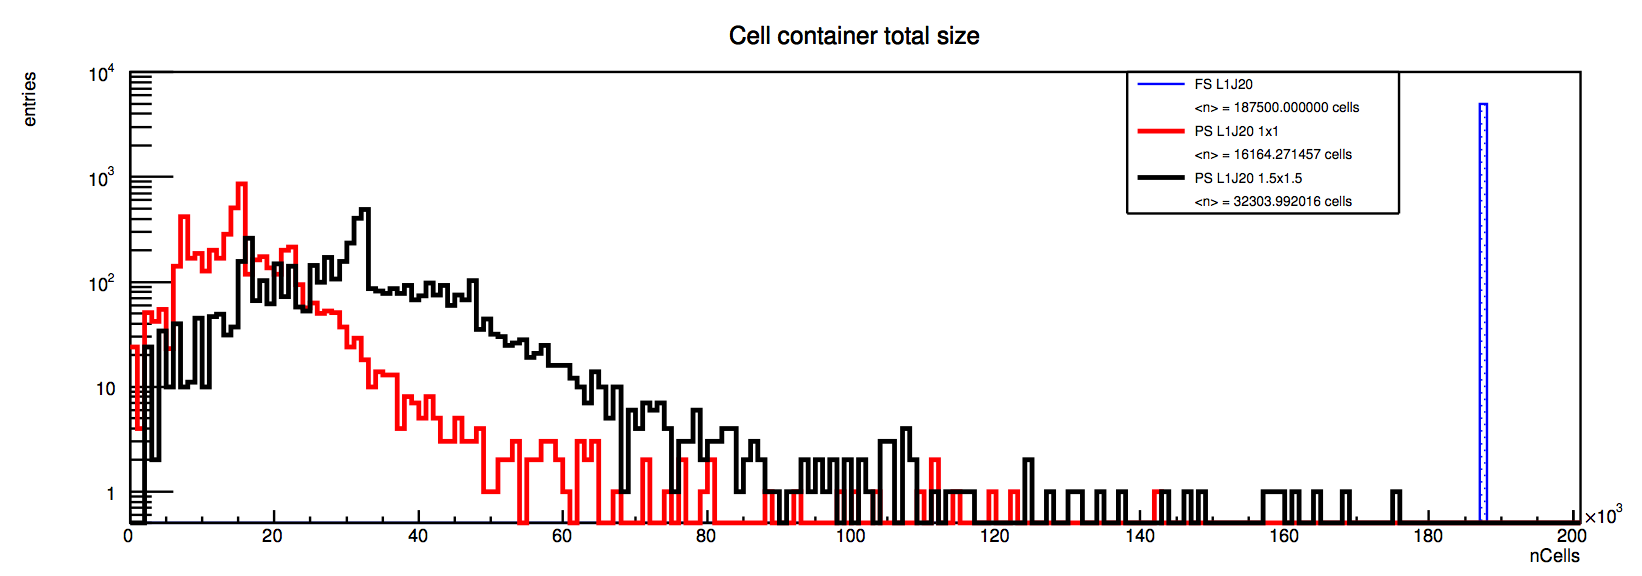 Cell container total size
entries
10^4
10^3
10^2
10
1
FS L1J20
<n> = 187500.000000 cells
PS L1J20 1x1
<n> = 16164.271457 cells
PS L1J20 1.5x1.5
<n> = 32303.992016 cells
0 20 40 60 80 100 120 140 160 180 200
×10^3
nCells